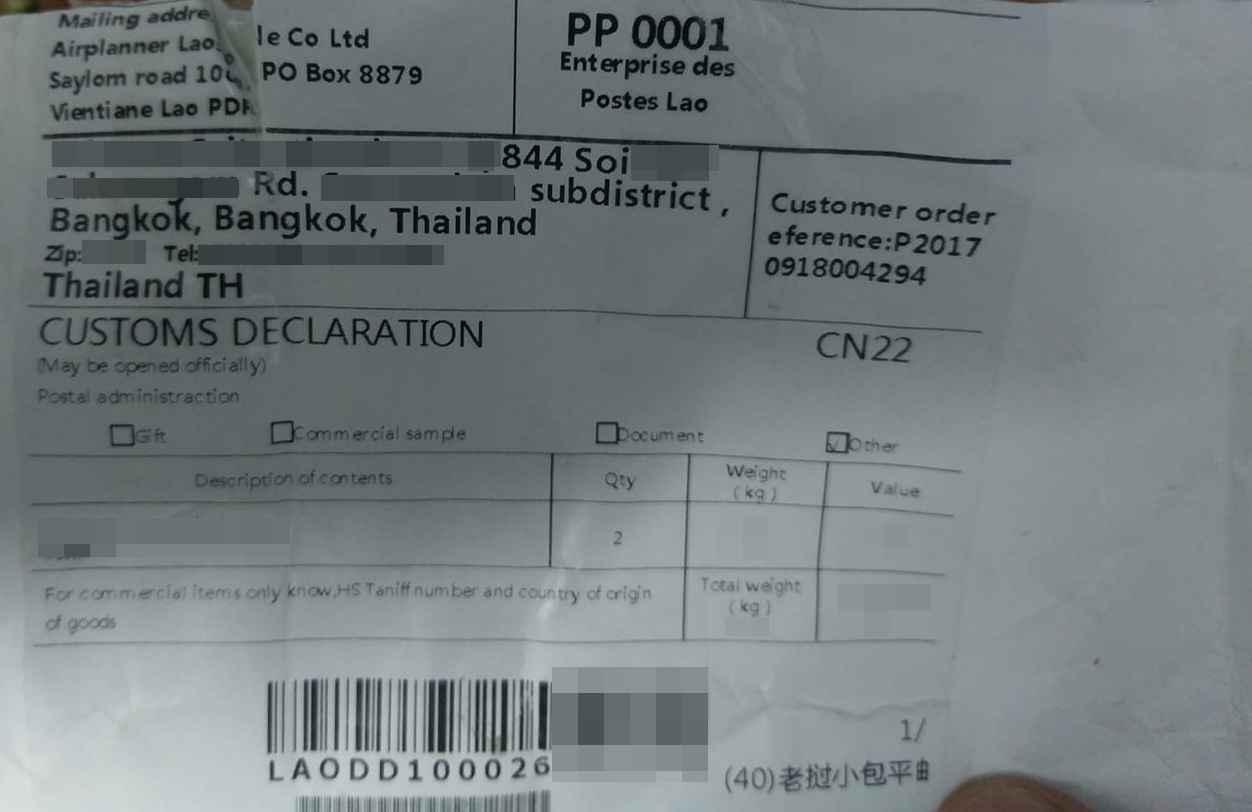 Mailing addre
Airplanner Lao le Co Ltd
Saylom road 10 PO Box 8879
Vientiane Lao PDR
PP 0001
Enterprise des
Postes Lao
844 Soi
Rd. subdistrict ,
Bangkok, Bangkok, Thailand
Zip: Tel:
Thailand TH
Customer order
eference:P2017
0918004294
CUSTOMS DECLARATION CN22
(May be opened officially)
Postal administraction
Gift Commercial sample Document Other
Description of contents Qty Weight (kg) Value
2
For commercial items only know,HS Taniff number and country of origin
of goods
Total weight
(kg)
LAODD100026
1/
(40)老挝小包平